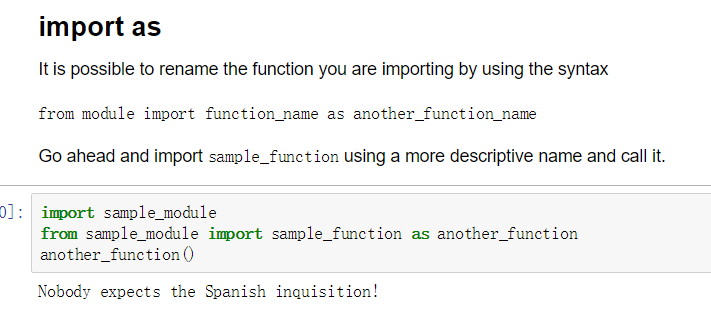 import as
It is possible to rename the function you are importing by using the syntax
from module import function_name as another_function_name
Go ahead and import sample_function using a more descriptive name and call it.
0]: import sample_module
from sample_module import sample_function as another_function
another_function()
Nobody expects the Spanish inquisition!